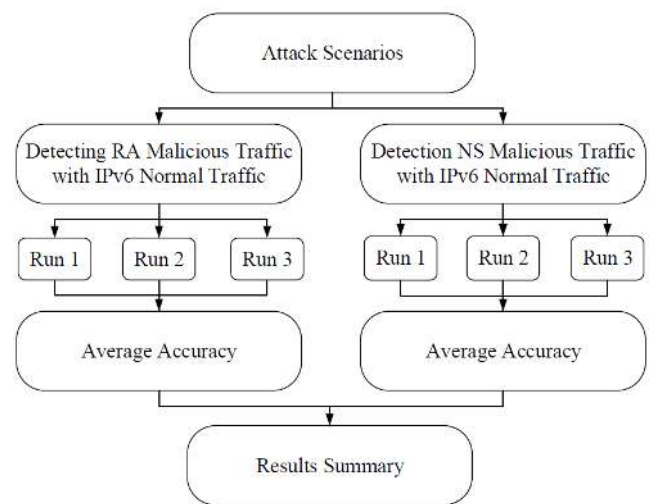 Attack Scenarios
Detecting RA Malicious Traffic
with IPv6 Normal Traffic
Detection NS Malicious Traffic
with IPv6 Normal Traffic
Run 1
Run 2
Run 3
Run 1
Run 2
Run 3
Average Accuracy
Average Accuracy
Results Summary